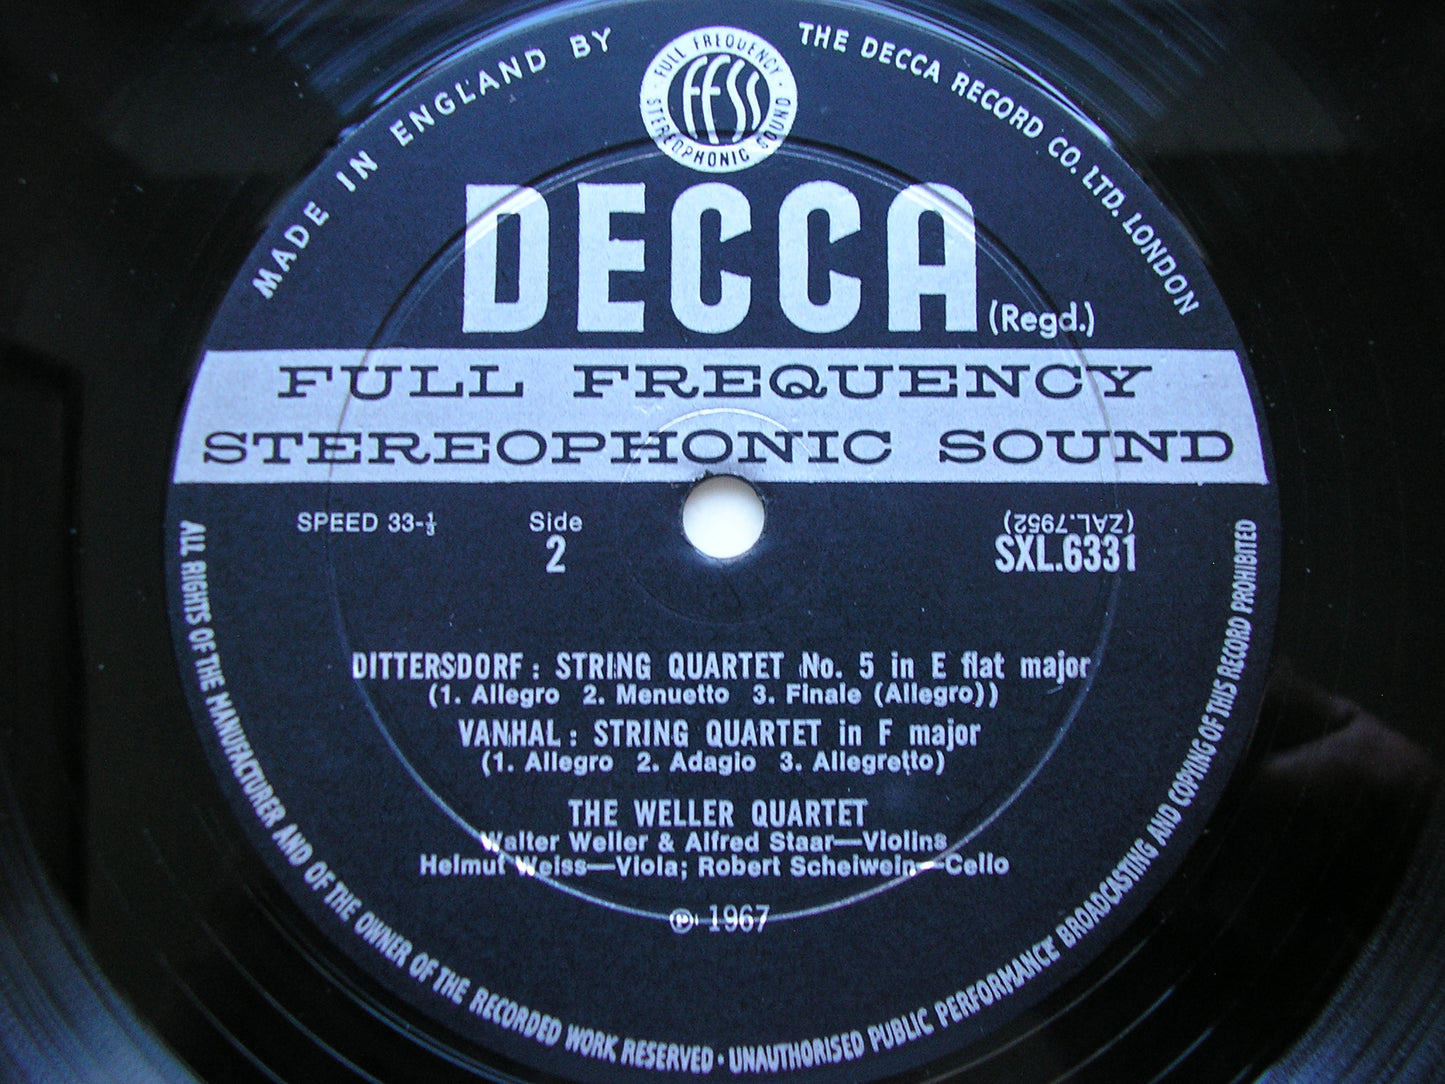 MADE IN ENGLAND BY
THE DECCA RECORD CO. LTD. LONDON
FULL FREQUENCY
FFSS
STEREOPHONIC SOUND
DECCA
(Regd.)
FULL FREQUENCY
STEREOPHONIC SOUND
SPEED 33-⅓
Side
2
(ZAL.7952)
SXL.6331
DITTERSDORF: STRING QUARTET No. 5 in E flat major
(1. Allegro 2. Menuetto 3. Finale (Allegro))
VANHAL: STRING QUARTET in F major
(1. Allegro 2. Adagio 3. Allegretto)
THE WELLER QUARTET
Walter Weller & Alfred Staar—Violins
Helmut Weiss—Viola; Robert Scheiwein—Cello
℗ 1967
ALL RIGHTS OF THE MANUFACTURER AND OF THE OWNER OF THE RECORDED WORK RESERVED · UNAUTHORISED PUBLIC PERFORMANCE BROADCASTING AND COPYING OF THIS RECORD PROHIBITED